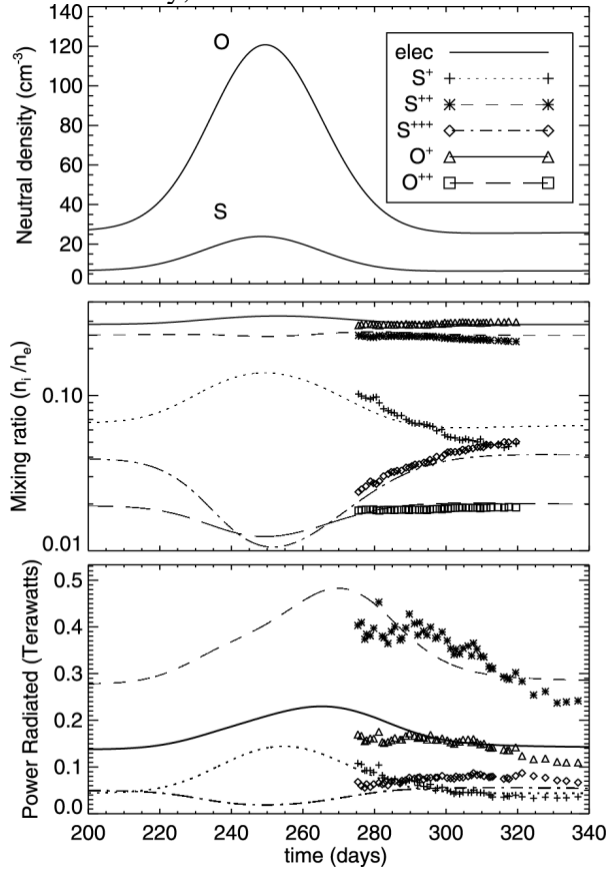 140
120
100
80
60
40
20
0
Neutral density (cm⁻³)
O
S
elec
S⁺
S⁺⁺
S⁺⁺⁺
O⁺
O⁺⁺
0.10
0.01
Mixing ratio (nᵢ/nₑ)
0.5
0.4
0.3
0.2
0.1
0.0
Power Radiated (Terawatts)
200 220 240 260 280 300 320 340
time (days)